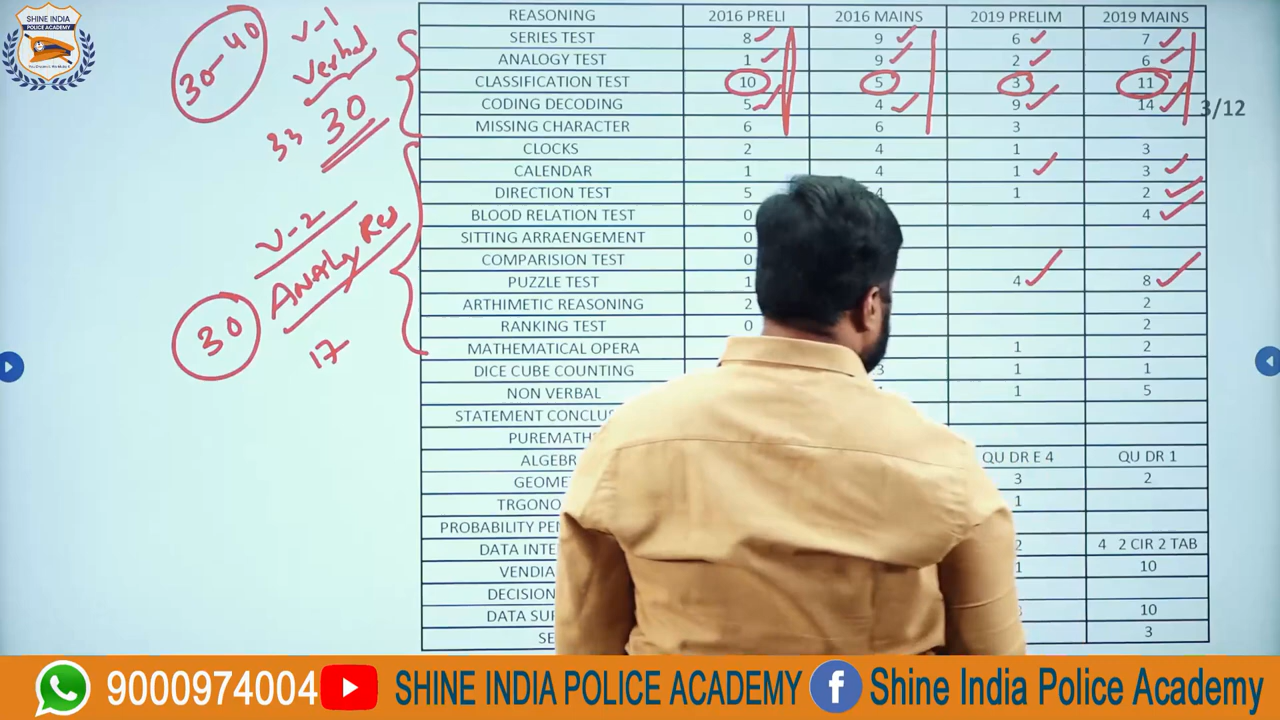 SHINE INDIA
POLICE ACADEMY
30-40
V-1
Verbal
33 30
V-2
30
17
REASONING 2016 PRELI 2016 MAINS 2019 PRELIM 2019 MAINS
SERIES TEST 8 9 6 7
ANALOGY TEST 1 9 2 6
CLASSIFICATION TEST 10 5 3 11
CODING DECODING 5 4 9 14
3/12
MISSING CHARACTER 6 6 3
CLOCKS 2 4 1 3
CALENDAR 1 4 1 3
DIRECTION TEST 5 4 1 2
BLOOD RELATION TEST 0 4
SITTING ARRAENGEMENT 0
COMPARISION TEST 0
PUZZLE TEST 1 4 8
ARTHIMETIC REASONING 2 2
RANKING TEST 0 2
MATHEMATICAL OPERA 1 2
DICE CUBE COUNTING 3 1 1
NON VERBAL 1 5
STATEMENT CONCLUS
PUREMATH
ALGEBR QU DR E 4 QU DR 1
GEOME 3 2
TRGONO 1
PROBABILITY PE
DATA INTE 2 4 2 CIR 2 TAB
VENDIA 1 10
DECISION
DATA SU 10
SE 3
9000974004 SHINE INDIA POLICE ACADEMY Shine India Police Academy